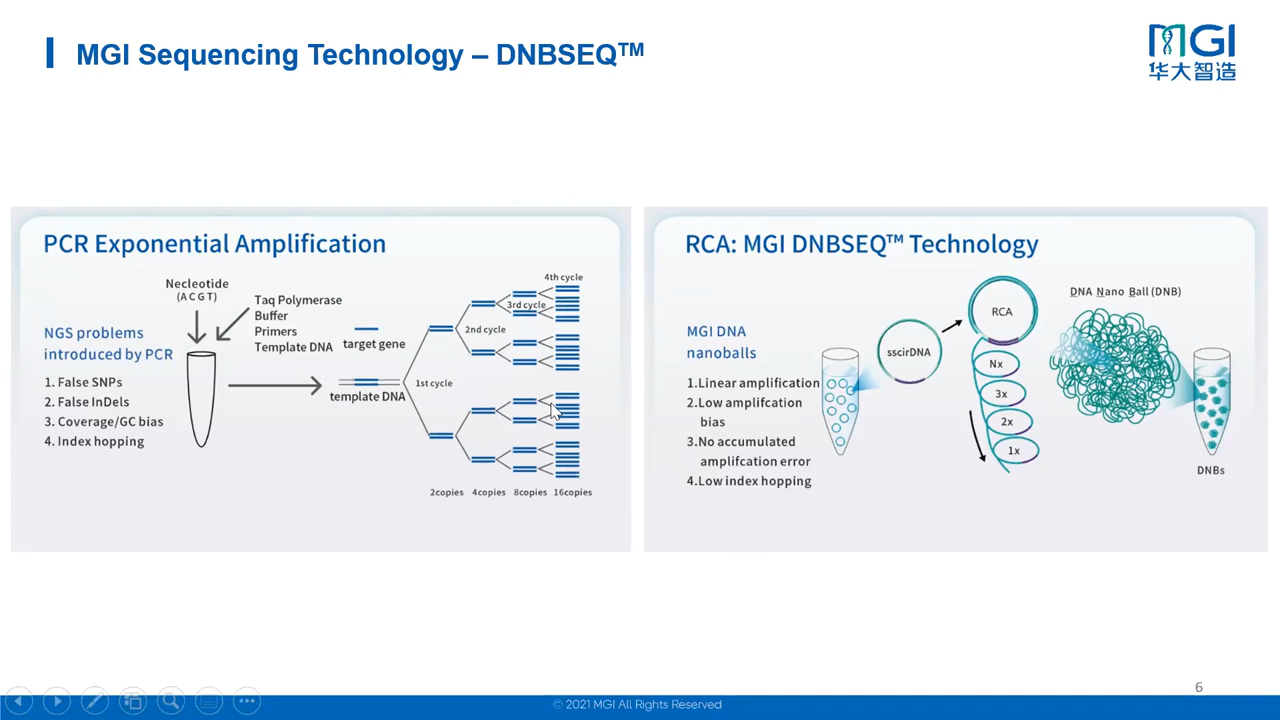 MGI Sequencing Technology – DNBSEQ™
MGI
华大智造
PCR Exponential Amplification
Necleotide
(A C G T)
Taq Polymerase
Buffer
Primers
Template DNA
NGS problems
introduced by PCR
1. False SNPs
2. False InDels
3. Coverage/GC bias
4. Index hopping
target gene
template DNA
1st cycle
2nd cycle
3rd cycle
4th cycle
2copies 4copies 8copies 16copies
RCA: MGI DNBSEQ™ Technology
MGI DNA
nanoballs
1.Linear amplification
2.Low amplifcation
bias
3.No accumulated
amplifcation error
4.Low index hopping
sscirDNA
RCA
Nx
3x
2x
1x
DNA Nano Ball (DNB)
DNBs
6
© 2021 MGI All Rights Reserved